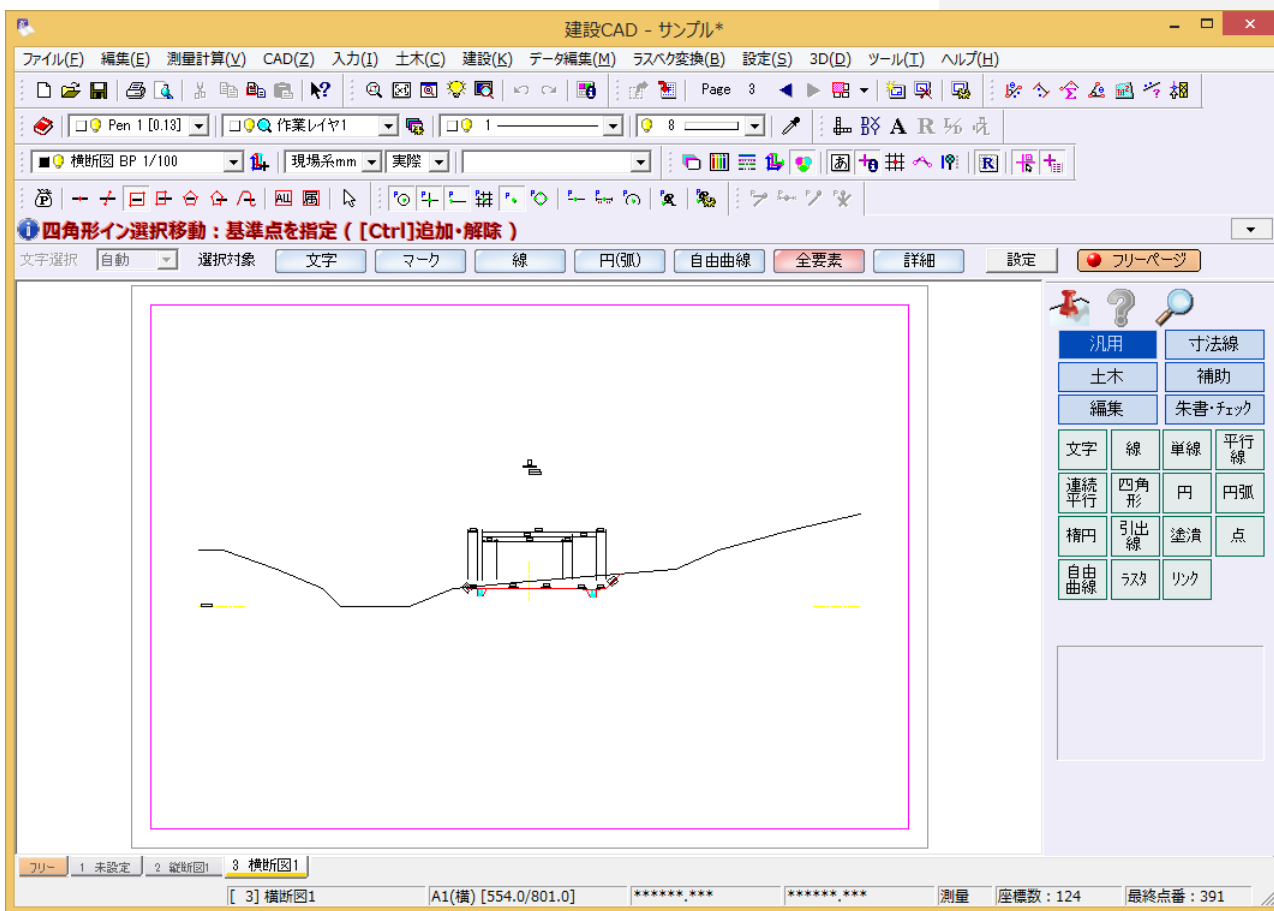 建設CAD - サンプル*
ファイル(F) 編集(E) 測量計算(V) CAD(Z) 入力(I) 土木(C) 建設(K) データ編集(M) ラスベク変換(B) 設定(S) 3D(D) ツール(T) ヘルプ(H)
Page 3
Pen 1 [0.13] 作業レイヤ1 1 8 A R
横断図 BP 1/100 現場系mm 実際 あ R
ALL 属
四角形イン選択移動：基準点を指定 ( [Ctrl]追加・解除 )
文字選択 自動 選択対象 文字 マーク 線 円(弧) 自由曲線 全要素 詳細 設定 フリーページ
汎用 寸法線
土木 補助
編集 朱書・チェック
文字 線 単線 平行線
連続平行 四角形 円 円弧
楕円 引出線 塗潰 点
自由曲線 ラスタ リンク
フリー 1 未設定 2 縦断図1 3 横断図1
[ 3] 横断図1 A1(横) [554.0/801.0] ******.*** ******.*** 測量 座標数：124 最終点番：391